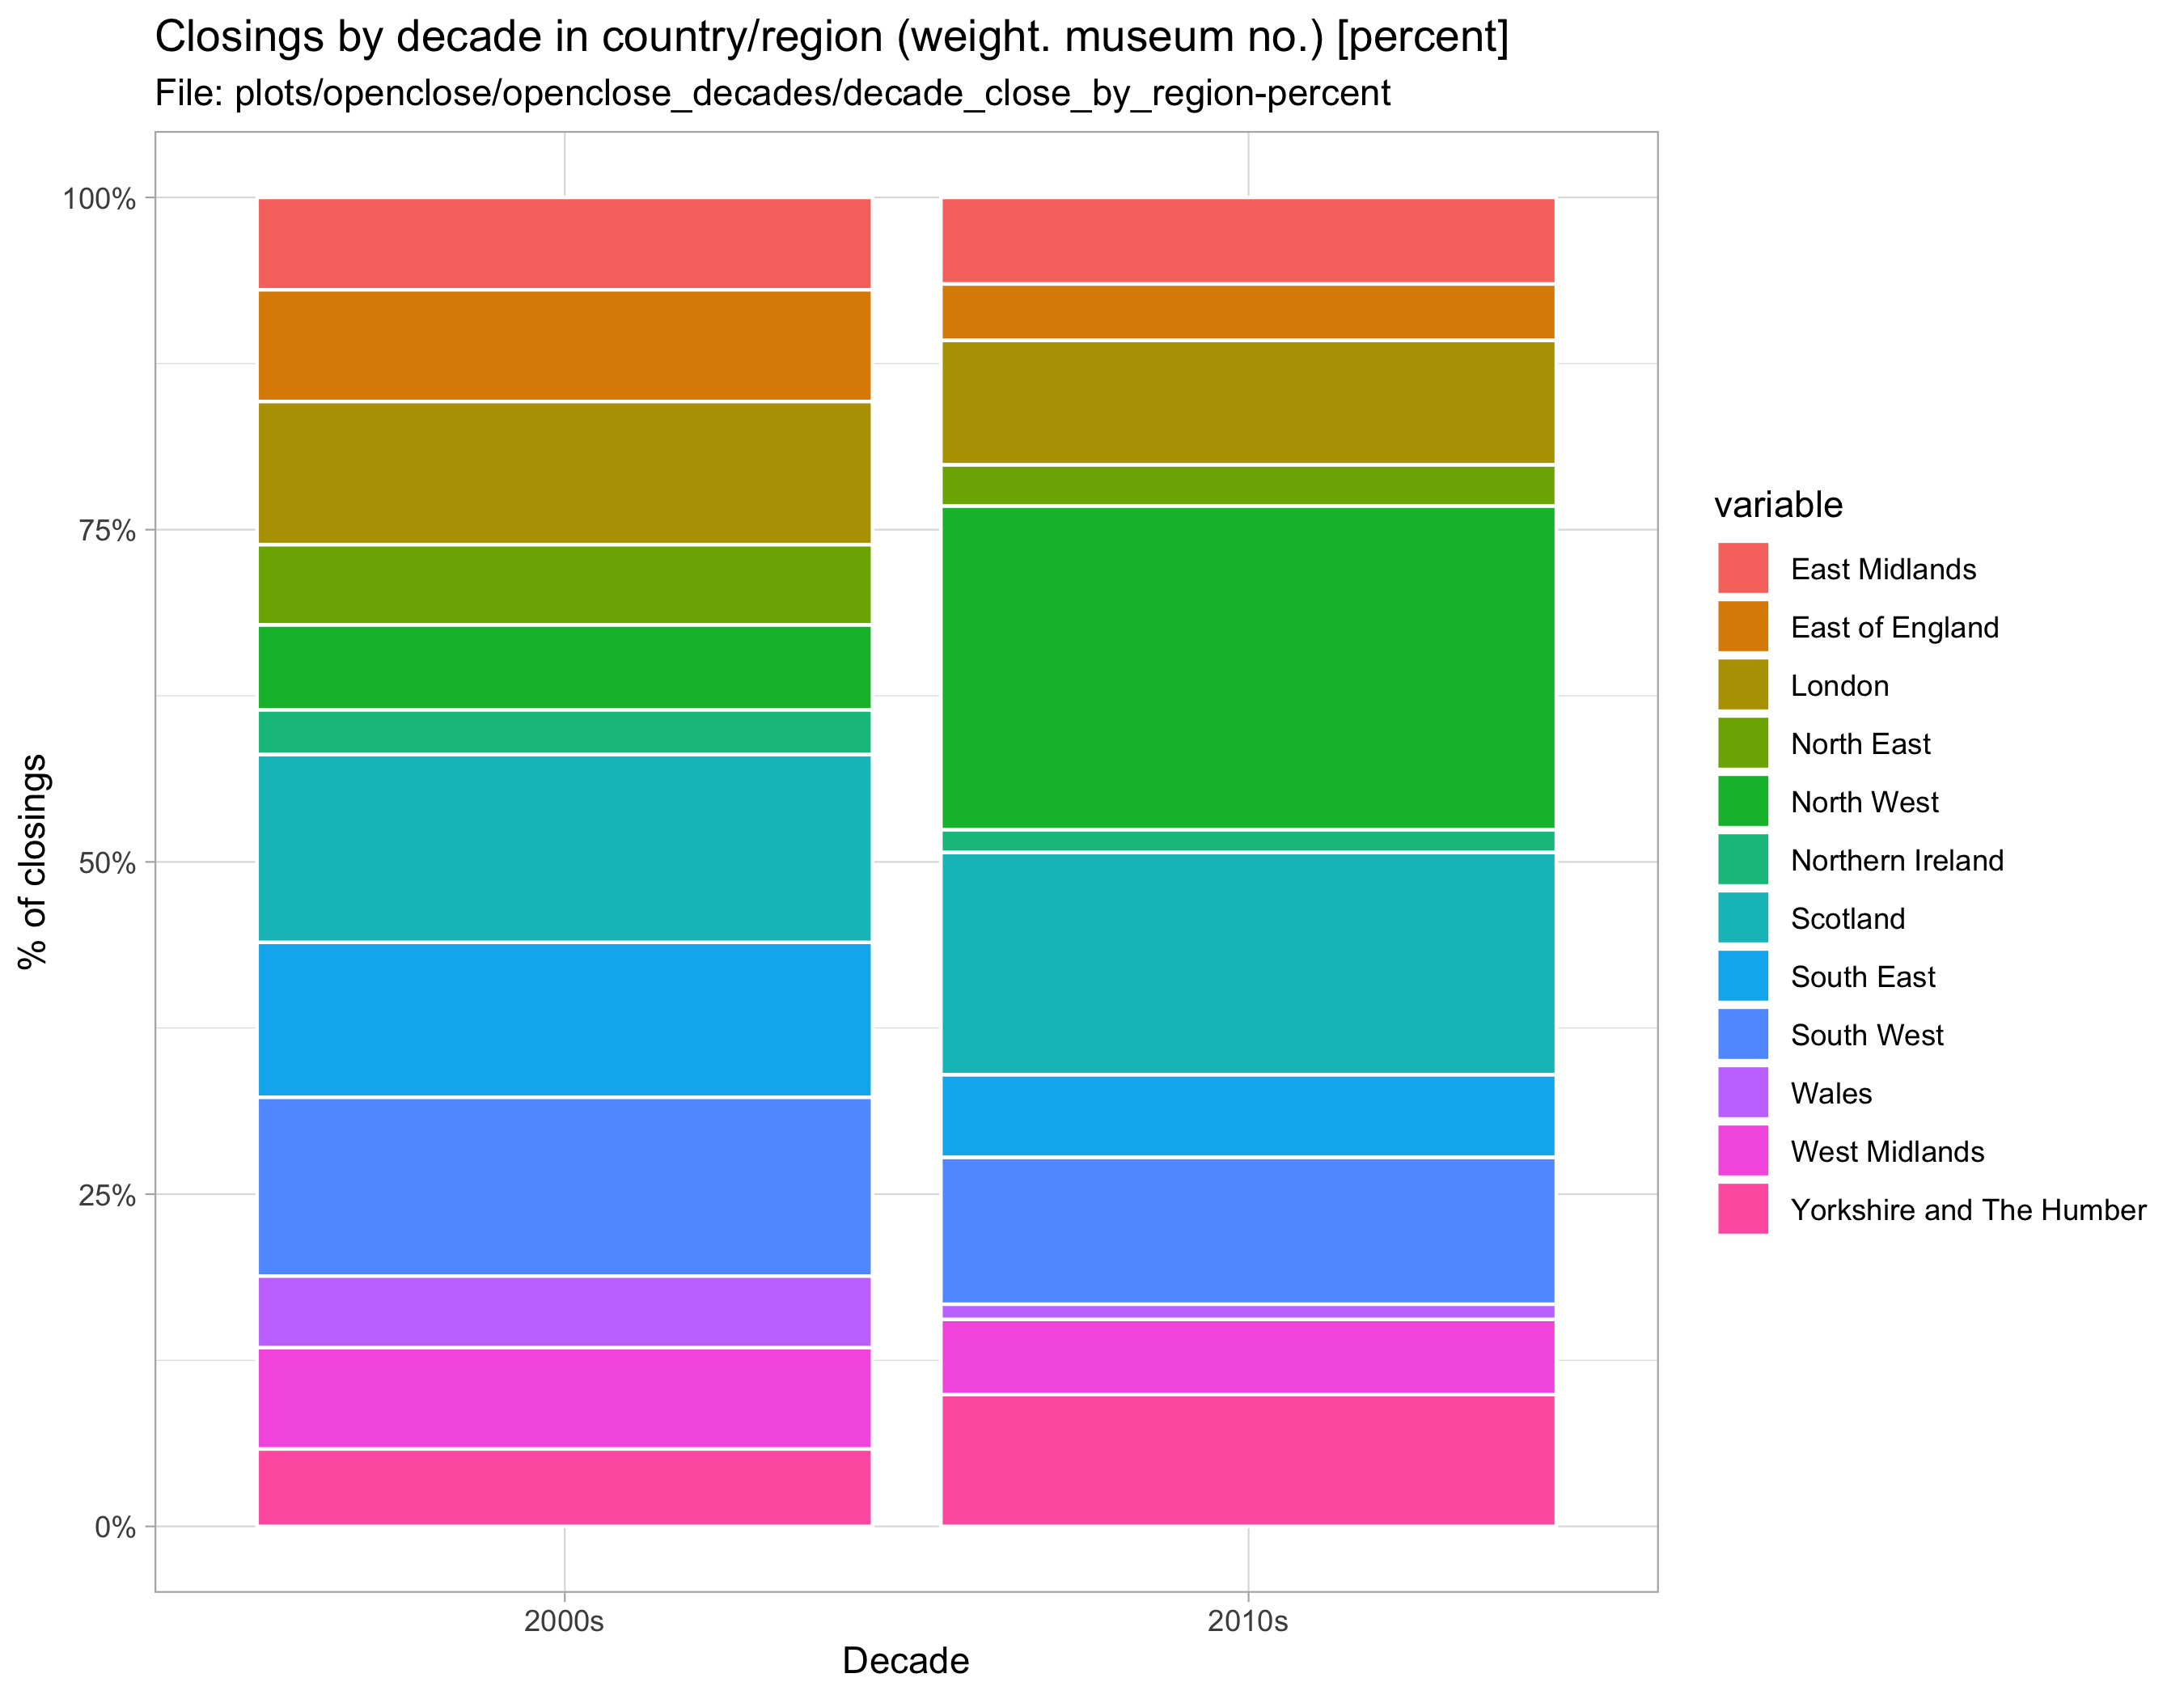 Closings by decade in country/region (weight. museum no.) [percent]
File: plots/openclose/openclose_decades/decade_close_by_region-percent
% of closings
100%
75%
50%
25%
0%
2000s
2010s
Decade
variable
East Midlands
East of England
London
North East
North West
Northern Ireland
Scotland
South East
South West
Wales
West Midlands
Yorkshire and The Humber